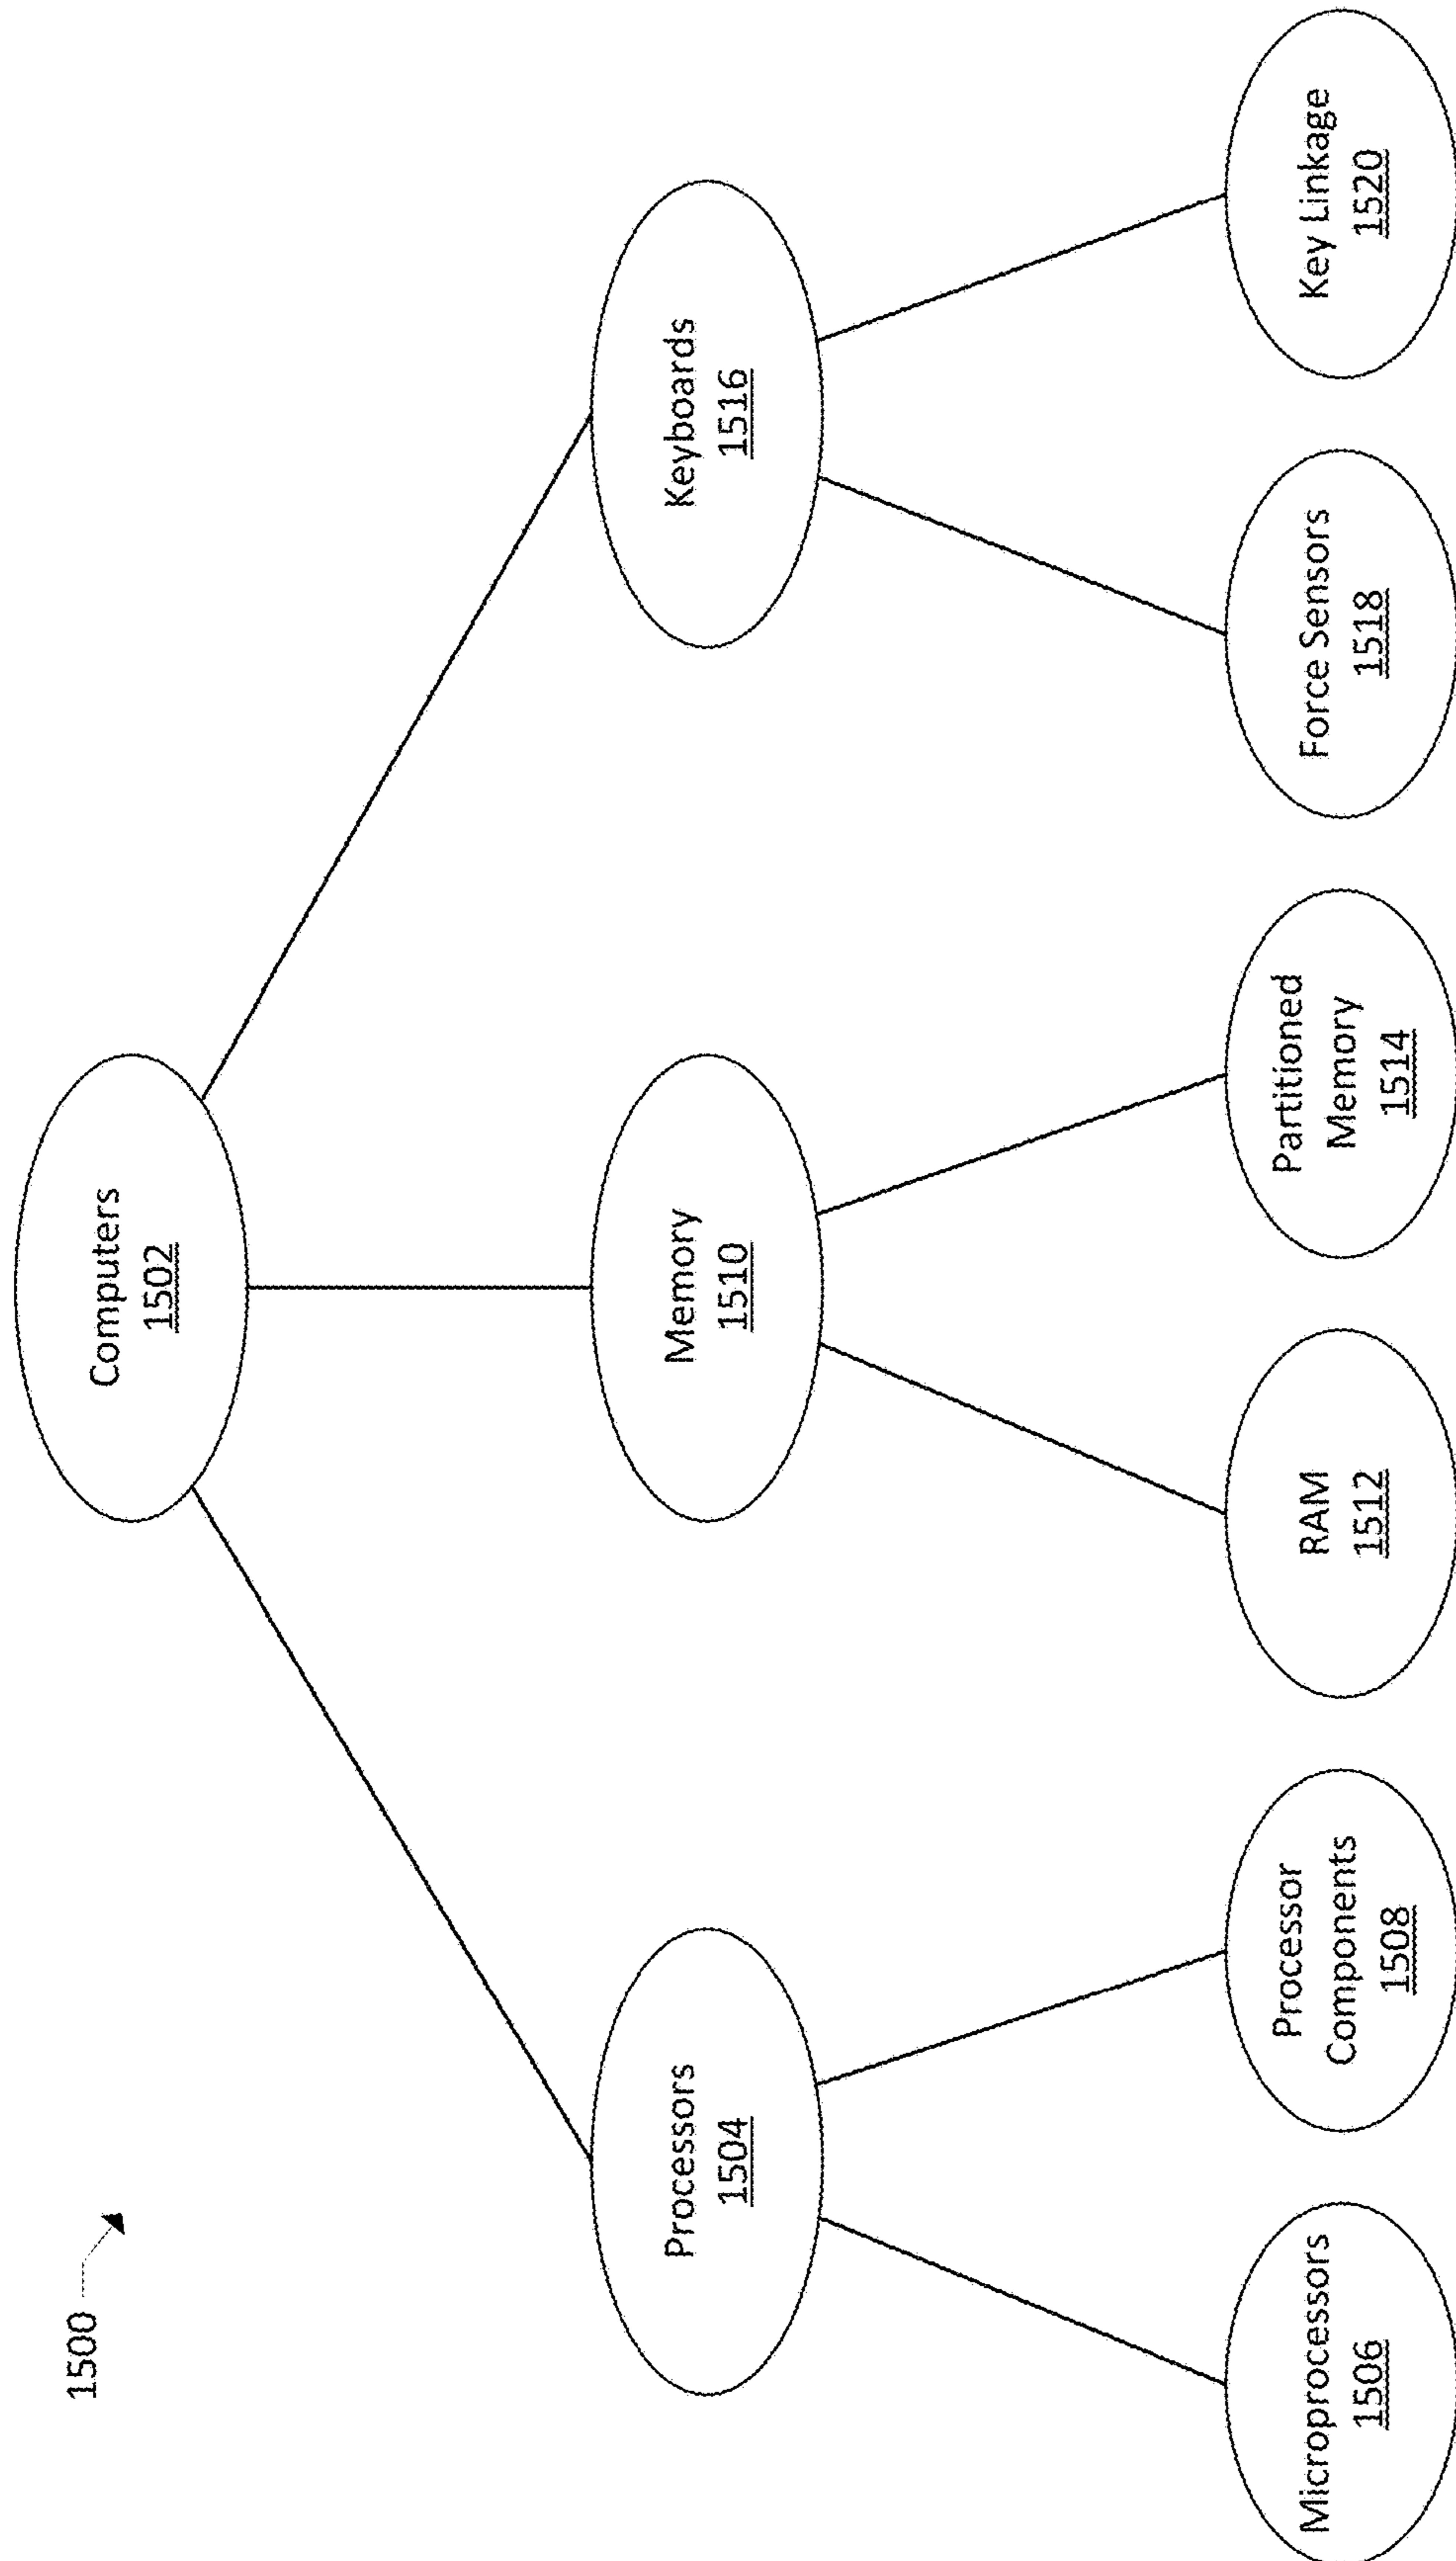 1500
Computers
1502
Processors
1504
Memory
1510
Keyboards
1516
Microprocessors
1506
Processor
Components
1508
RAM
1512
Partitioned
Memory
1514
Force Sensors
1518
Key Linkage
1520